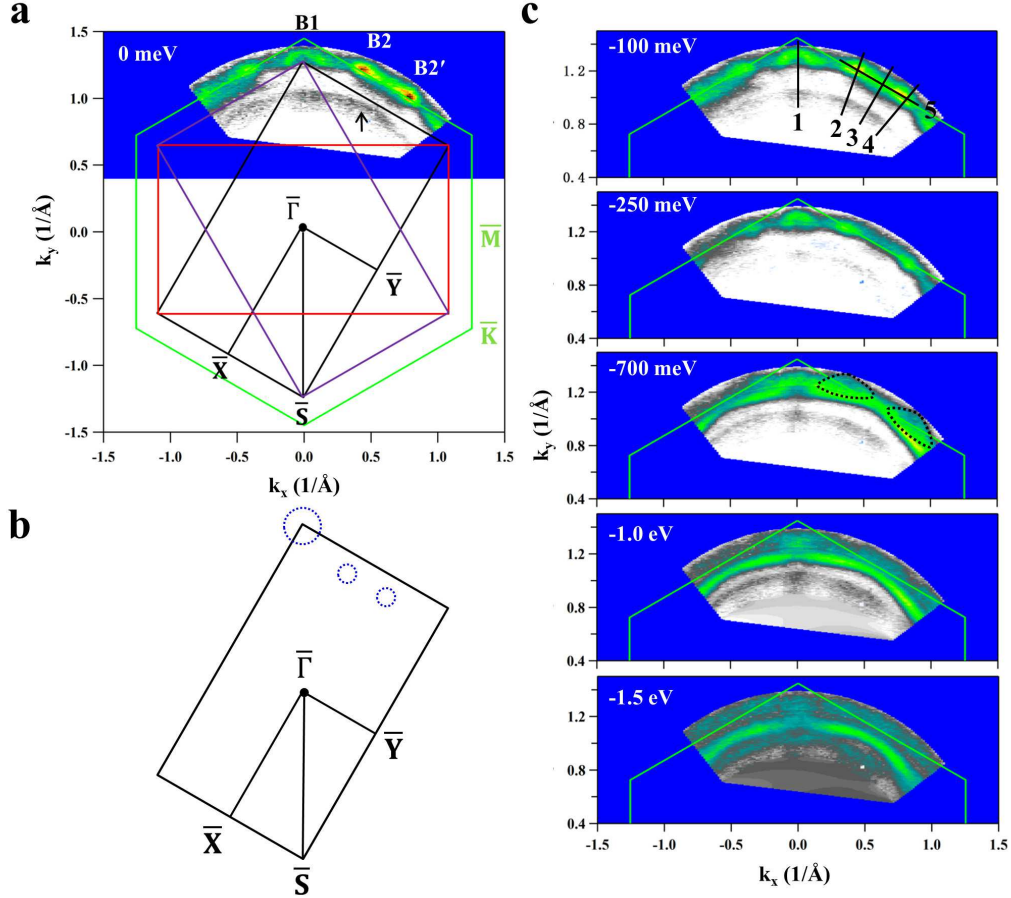 a
B1
B2
B2′
0 meV
1.5
1.0
0.5
0.0
-0.5
-1.0
-1.5
k_y (1/Å)
Γ̅
M̅
Y̅
K̅
X̅
S̅
-1.5 -1.0 -0.5 0.0 0.5 1.0 1.5
k_x (1/Å)
b
Γ̅
Y̅
X̅
S̅
c
-100 meV
1.2
0.8
0.4
1 2 3 4 5
-250 meV
1.2
0.8
0.4
-700 meV
1.2
0.8
0.4
k_y (1/Å)
-1.0 eV
1.2
0.8
0.4
-1.5 eV
1.2
0.8
0.4
-1.5 -1.0 -0.5 0.0 0.5 1.0 1.5
k_x (1/Å)